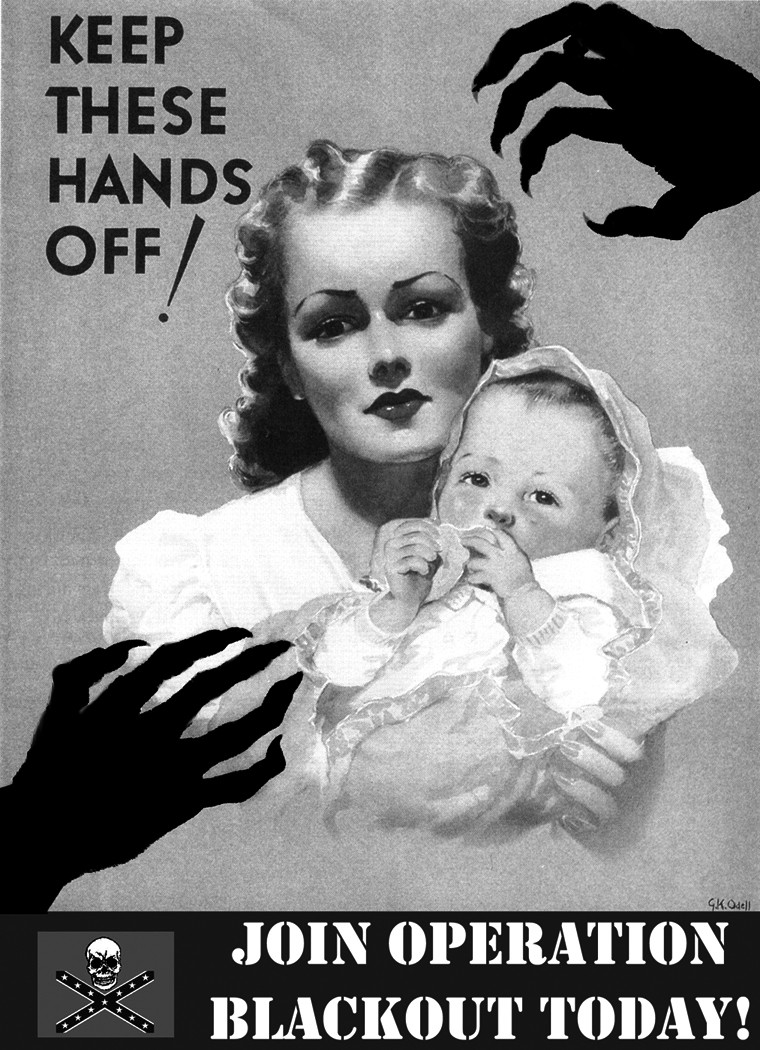 KEEP
THESE
HANDS
OFF!
G.K. Odell
JOIN OPERATION
BLACKOUT TODAY!